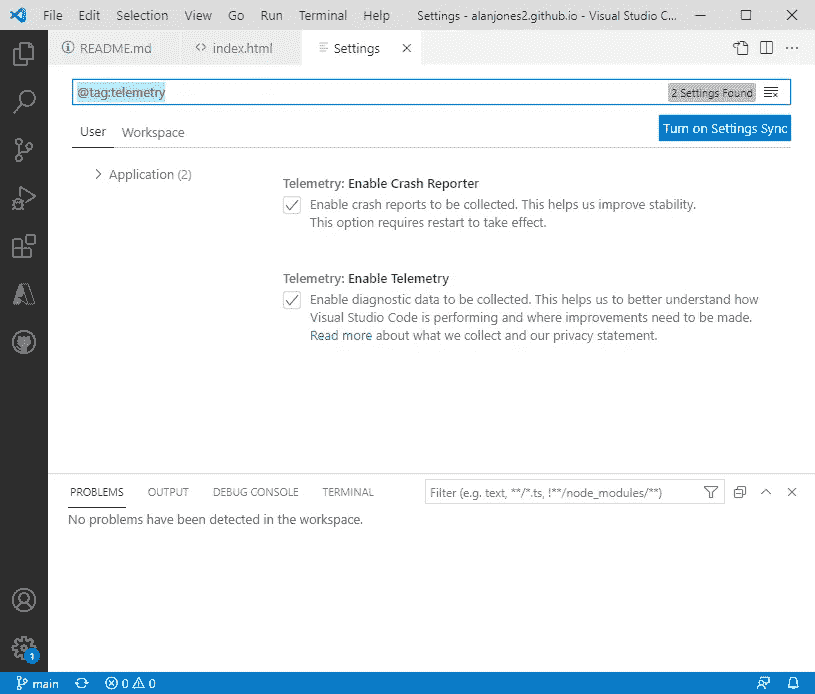 File Edit Selection View Go Run Terminal Help Settings - alanjones2.github.io - Visual Studio C...
README.md index.html Settings
@tag:telemetry 2 Settings Found
User Workspace Turn on Settings Sync
Application (2)
Telemetry: Enable Crash Reporter
Enable crash reports to be collected. This helps us improve stability.
This option requires restart to take effect.
Telemetry: Enable Telemetry
Enable diagnostic data to be collected. This helps us to better understand how
Visual Studio Code is performing and where improvements need to be made.
Read more about what we collect and our privacy statement.
PROBLEMS OUTPUT DEBUG CONSOLE TERMINAL Filter (e.g. text, **/*.ts, !**/node_modules/**)
No problems have been detected in the workspace.
1
main 0 0